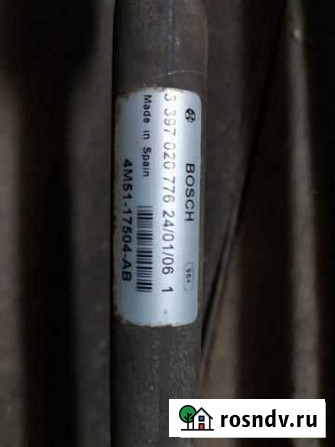 BOSCH
3 397 020 776 24/01/06 1
Made in Spain
4M51-17504-AB
rosndv.ru